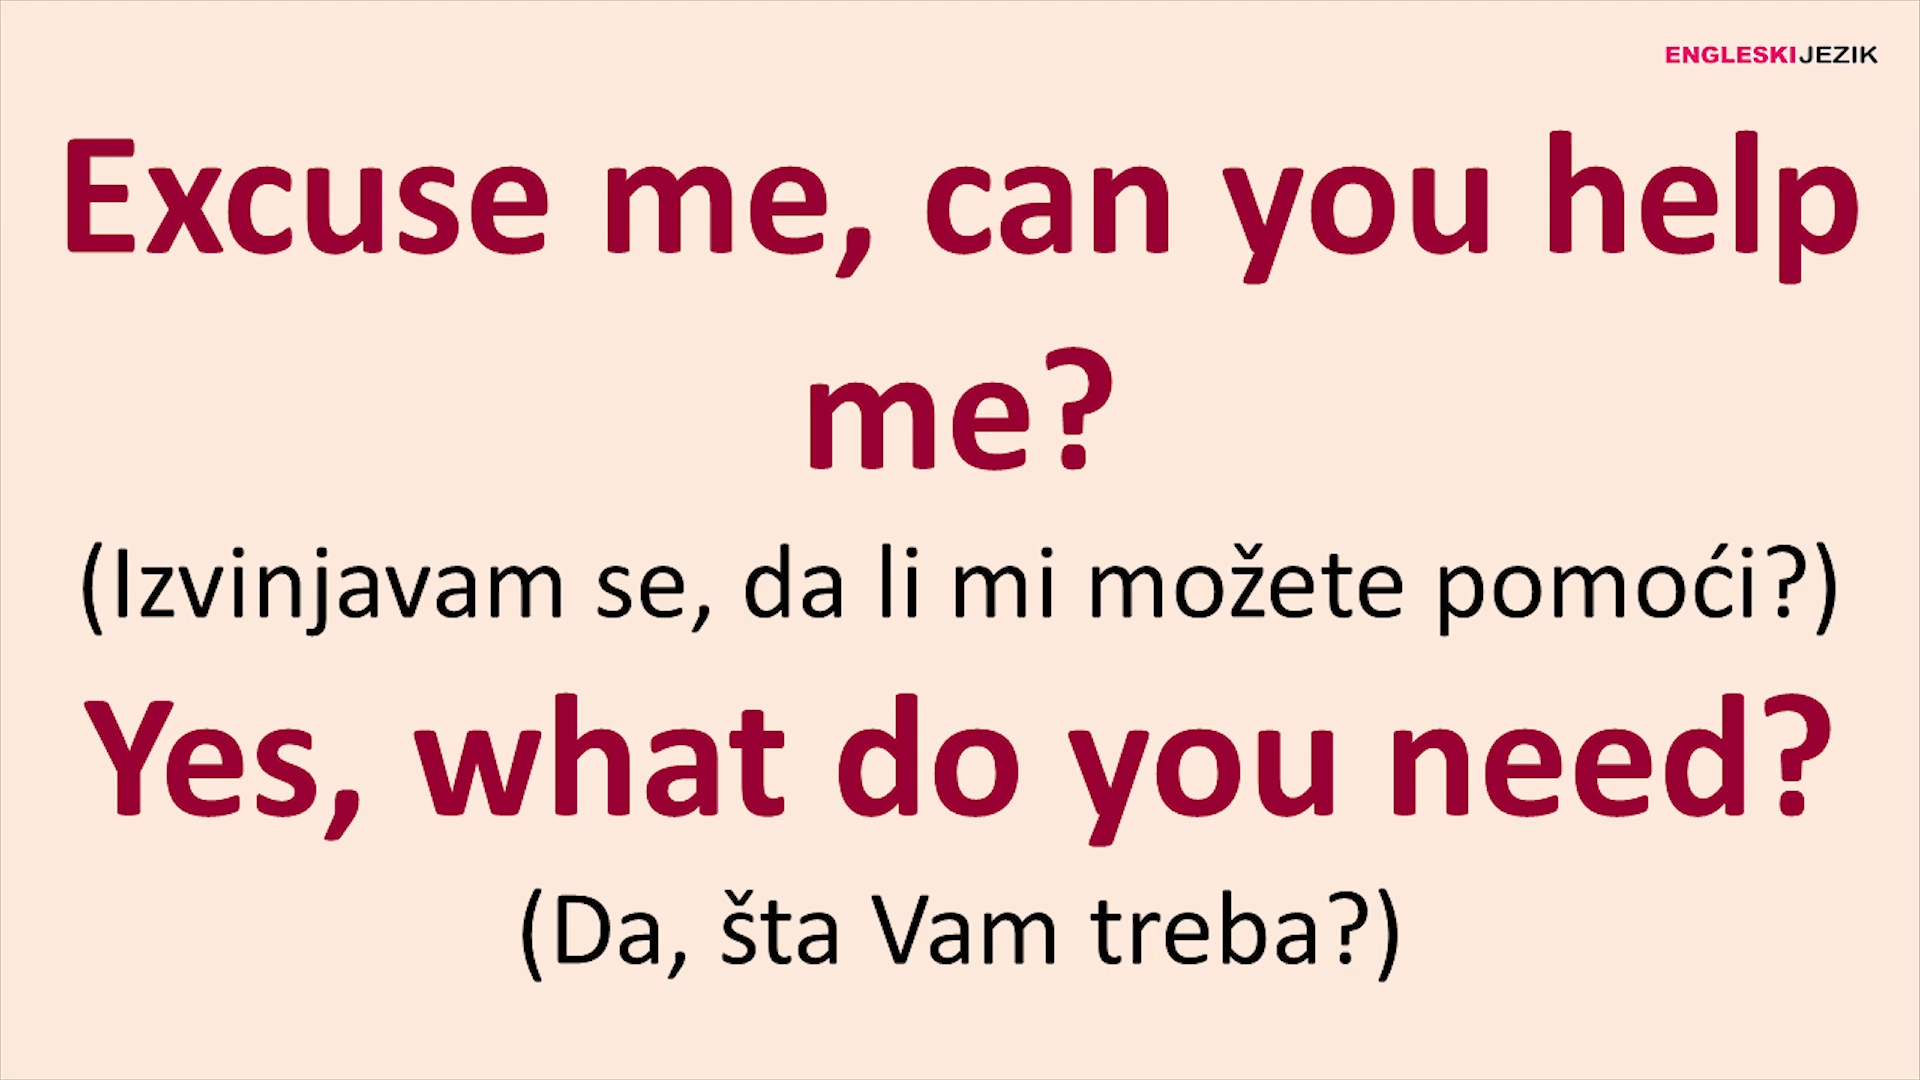 ENGLESKIJEZIK
Excuse me, can you help
me?
(Izvinjavam se, da li mi možete pomoći?)
Yes, what do you need?
(Da, šta Vam treba?)